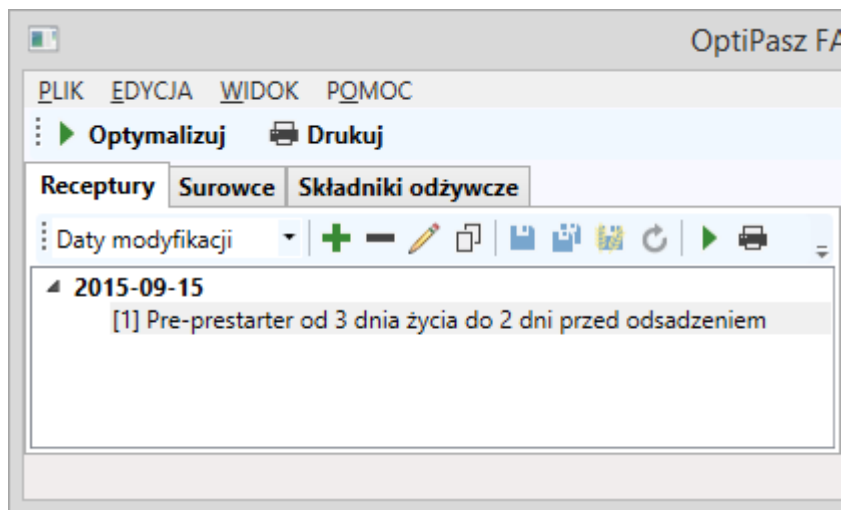 OptiPasz FA
PLIK EDYCJA WIDOK POMOC
Optymalizuj Drukuj
Receptury Surowce Składniki odżywcze
Daty modyfikacji
2015-09-15
[1] Pre-prestarter od 3 dnia życia do 2 dni przed odsadzeniem